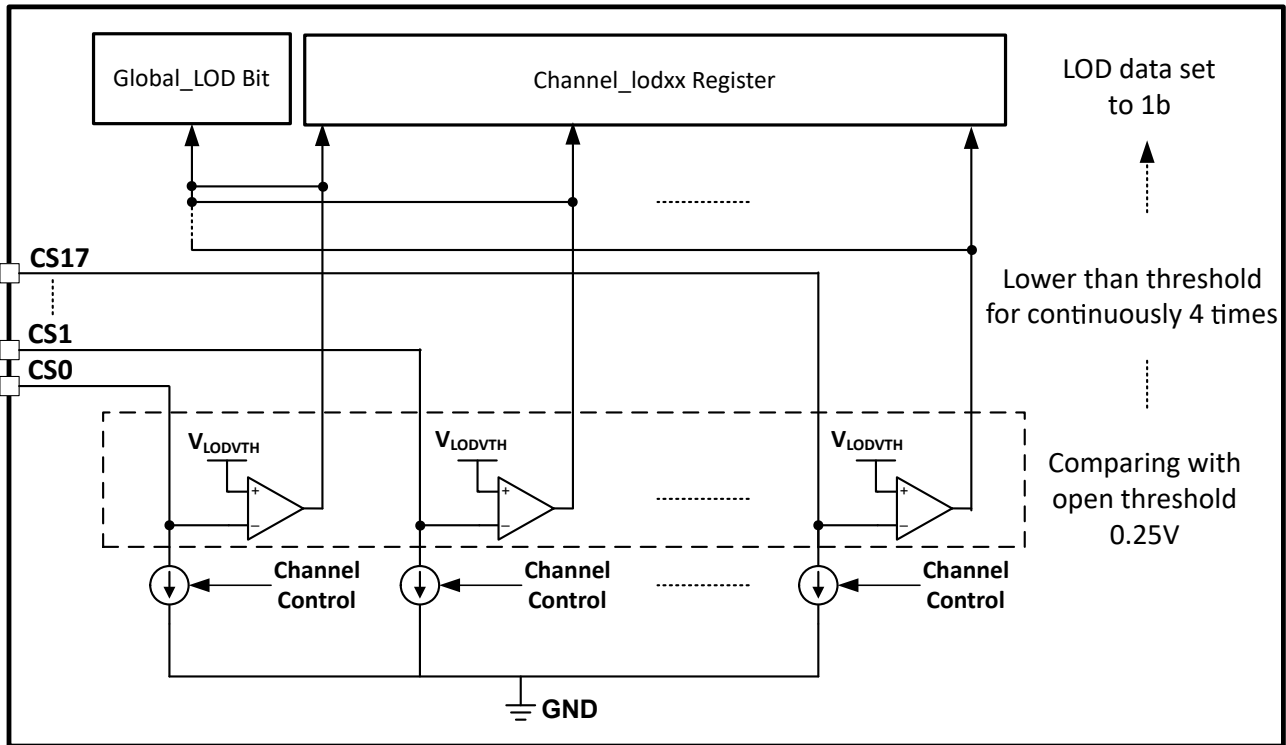 Global_LOD Bit
Channel_lodxx Register
LOD data set
to 1b
CS17
Lower than threshold
for continuously 4 times
CS1
CS0
VLODVTH
VLODVTH
VLODVTH
+
+
+
−
−
−
Comparing with
open threshold
0.25V
Channel
Control
Channel
Control
Channel
Control
GND